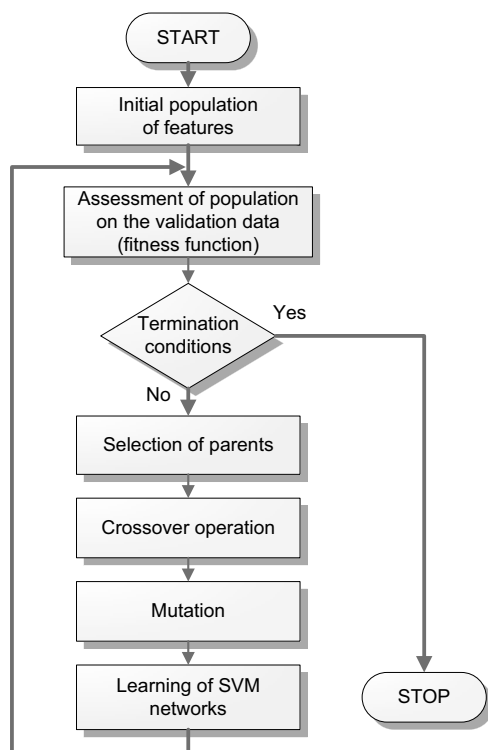 START
Initial population
of features
Assessment of population
on the validation data
(fitness function)
Termination
conditions
Yes
No
Selection of parents
Crossover operation
Mutation
Learning of SVM
networks
STOP